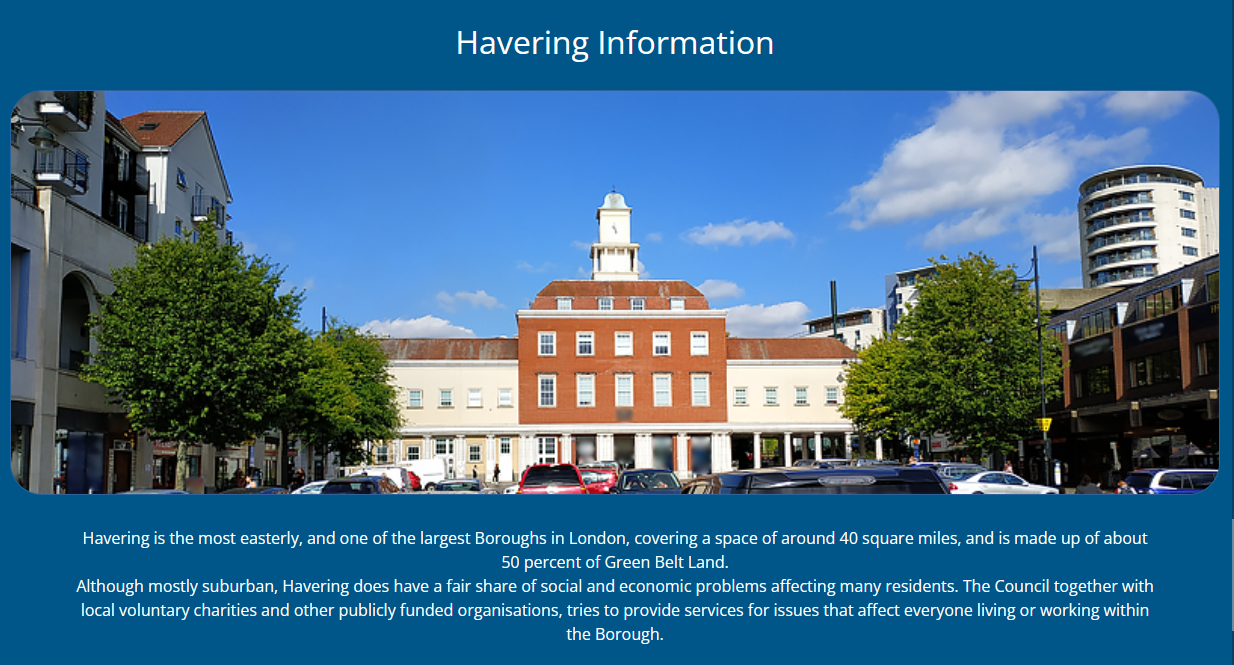 Havering Information
Havering is the most easterly, and one of the largest Boroughs in London, covering a space of around 40 square miles, and is made up of about
50 percent of Green Belt Land.
Although mostly suburban, Havering does have a fair share of social and economic problems affecting many residents. The Council together with
local voluntary charities and other publicly funded organisations, tries to provide services for issues that affect everyone living or working within
the Borough.